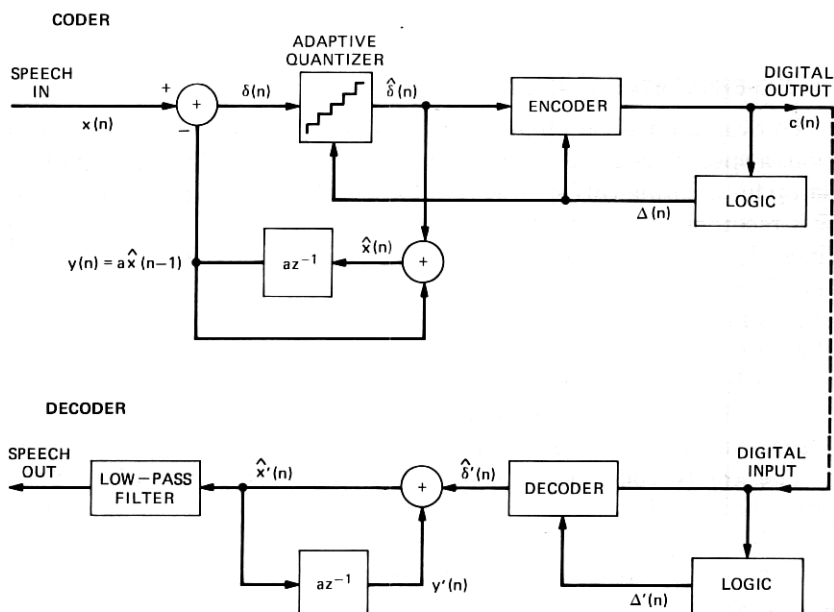 CODER
ADAPTIVE
QUANTIZER
SPEECH
IN
+
x(n)
+
−
δ(n)
δ̂(n)
ENCODER
DIGITAL
OUTPUT
c(n)
LOGIC
Δ(n)
y(n) = ax̂(n−1)
az⁻¹
x̂(n)
+
DECODER
SPEECH
OUT
LOW−PASS
FILTER
x̂′(n)
+
δ̂′(n)
DECODER
DIGITAL
INPUT
az⁻¹
y′(n)
Δ′(n)
LOGIC